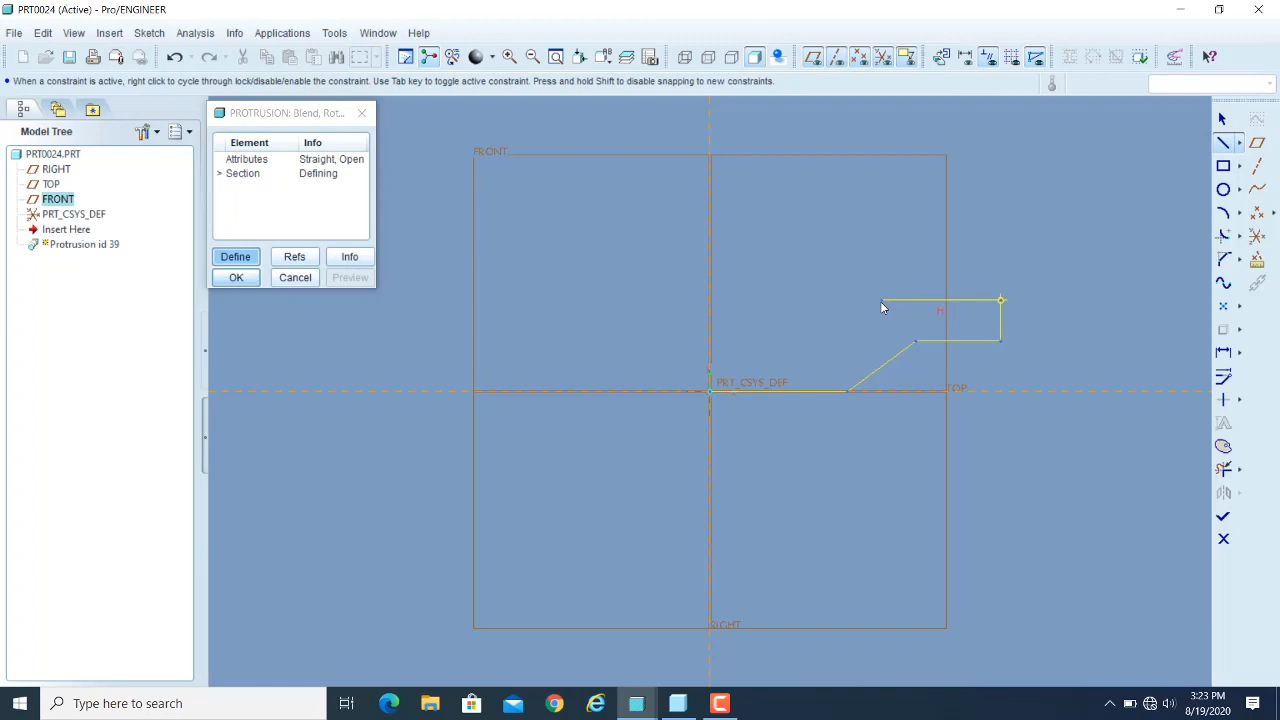 PRT0024 (Active) - Pro/ENGINEER
File Edit View Insert Sketch Analysis Info Applications Tools Window Help
When a constraint is active, right click to cycle through lock/disable/enable the constraint. Use Tab key to toggle active constraint. Press and hold Shift to disable snapping to new constraints.
Model Tree
PRT0024.PRT
RIGHT
TOP
FRONT
PRT_CSYS_DEF
Insert Here
Protrusion id 39
PROTRUSION: Blend, Rot...
Element Info
Attributes Straight, Open
> Section Defining
Define Refs Info
OK Cancel Preview
FRONT
H
PRT_CSYS_DEF
TOP
RIGHT
Type here to search
3:23 PM
8/19/2020